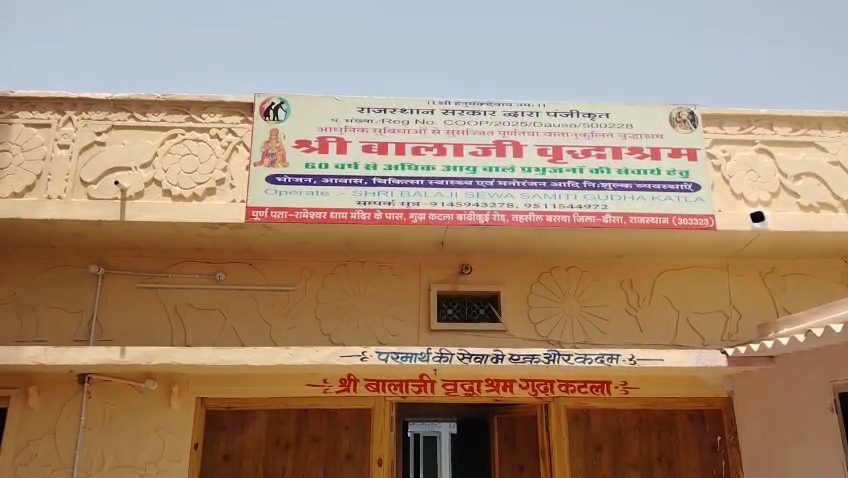 ।। श्री हनुमंतदेवाय नमः ।।
राजस्थान सरकार द्वारा पंजीकृत
प. संख्या/Reg No. COOP/2025/Dausa/500228
आधुनिक सुविधाओं से सुसज्जित पूर्णतया वातानुकूलित वृद्धाश्रम
श्री बालाजी वृद्धाश्रम
60 वर्ष से अधिक आयु वाले प्रभुजनों की सेवार्थ हेतु
भोजन, आवास, चिकित्सा स्वास्थ्य एवं मनोरंजन आदि निःशुल्क व्यवस्थाऐं
Operate - SHRI BALAJI SEWA SAMITI GUDHA KATLA
सम्पर्क सूत्र - 9145943278, 9511544972
पूर्ण पता-रामेश्वर धाम मंदिर के पास, गुढ़ा कटला बांदीकुई रोड़, तहसील बसवा जिला-दौसा, राजस्थान (303323)
परमार्थ की सेवा मे एक और कदम
श्री बालाजी वृद्धाश्रम गुढ़ा कटला